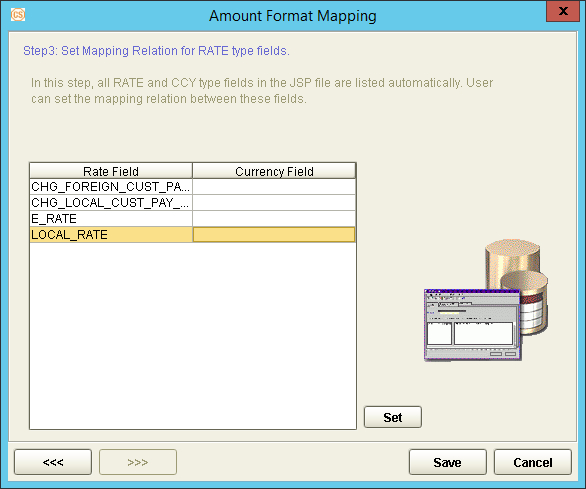 CS
Amount Format Mapping
x
Step3: Set Mapping Relation for RATE type fields.
In this step, all RATE and CCY type fields in the JSP file are listed automatically. User
can set the mapping relation between these fields.
Rate Field Currency Field
CHG_FOREIGN_CUST_PA...
CHG_LOCAL_CUST_PAY_...
E_RATE
LOCAL_RATE
Set
<<< >>> Save Cancel